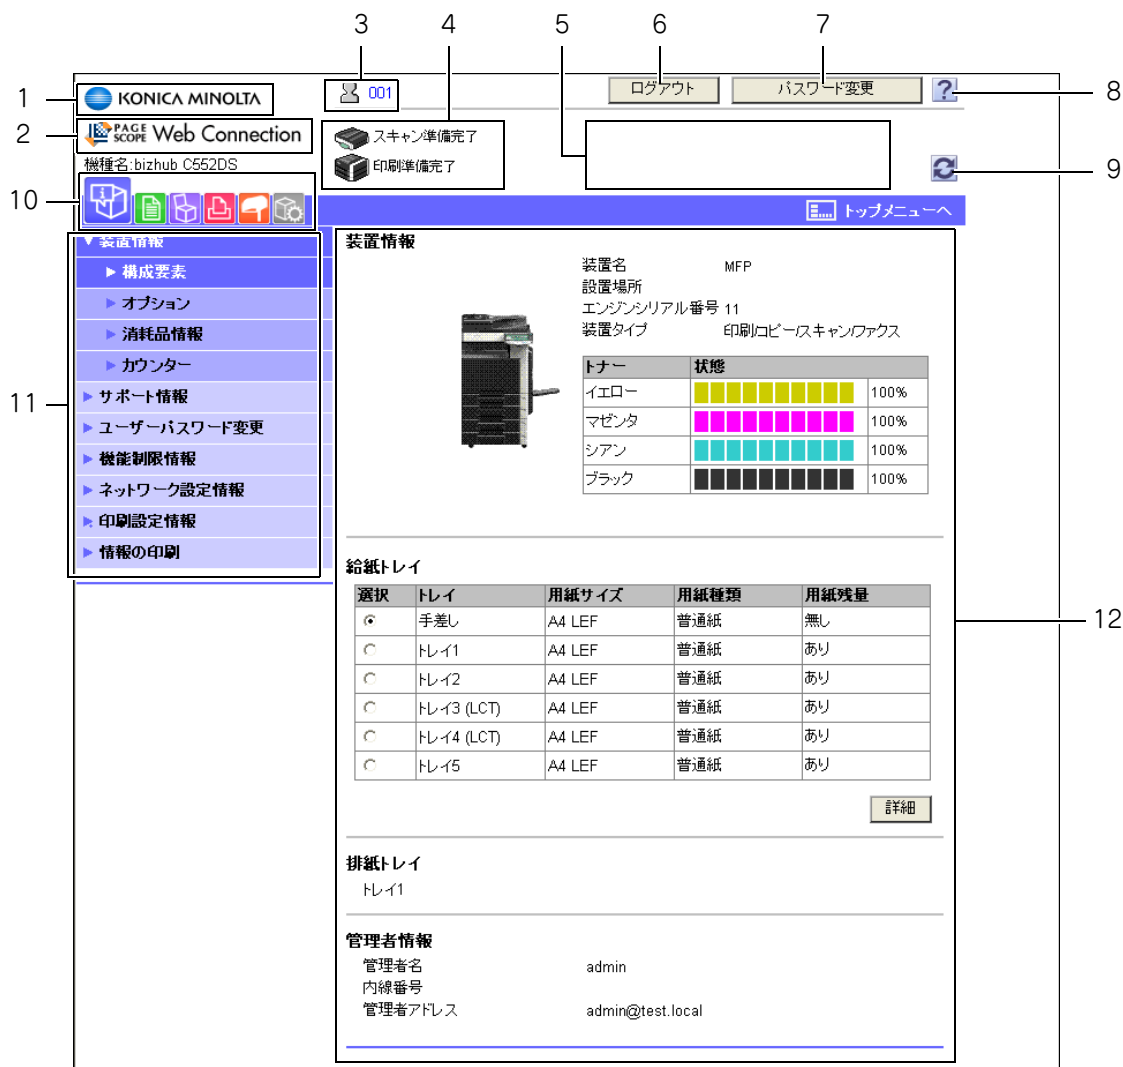 3 4 5 6 7
1 KONICA MINOLTA 001 ログアウト パスワード変更 ? 8
2 PAGE SCOPE Web Connection スキャン準備完了
機種名:bizhub C552DS 印刷準備完了 9
10 トップメニューへ
▼装置情報
▶ 構成要素
▶ オプション
▶ 消耗品情報
▶ カウンター
11 ▶ サポート情報
▶ ユーザーパスワード変更
▶ 機能制限情報
▶ ネットワーク設定情報
▶ 印刷設定情報
▶ 情報の印刷
装置情報
装置名 MFP
設置場所
エンジンシリアル番号 11
装置タイプ 印刷/コピー/スキャン/ファクス
トナー 状態
イエロー 100%
マゼンタ 100%
シアン 100%
ブラック 100%
給紙トレイ
選択 トレイ 用紙サイズ 用紙種類 用紙残量
手差し A4 LEF 普通紙 無し 12
トレイ1 A4 LEF 普通紙 あり
トレイ2 A4 LEF 普通紙 あり
トレイ3 (LCT) A4 LEF 普通紙 あり
トレイ4 (LCT) A4 LEF 普通紙 あり
トレイ5 A4 LEF 普通紙 あり
詳細
排紙トレイ
トレイ1
管理者情報
管理者名 admin
内線番号
管理者アドレス admin@test.local